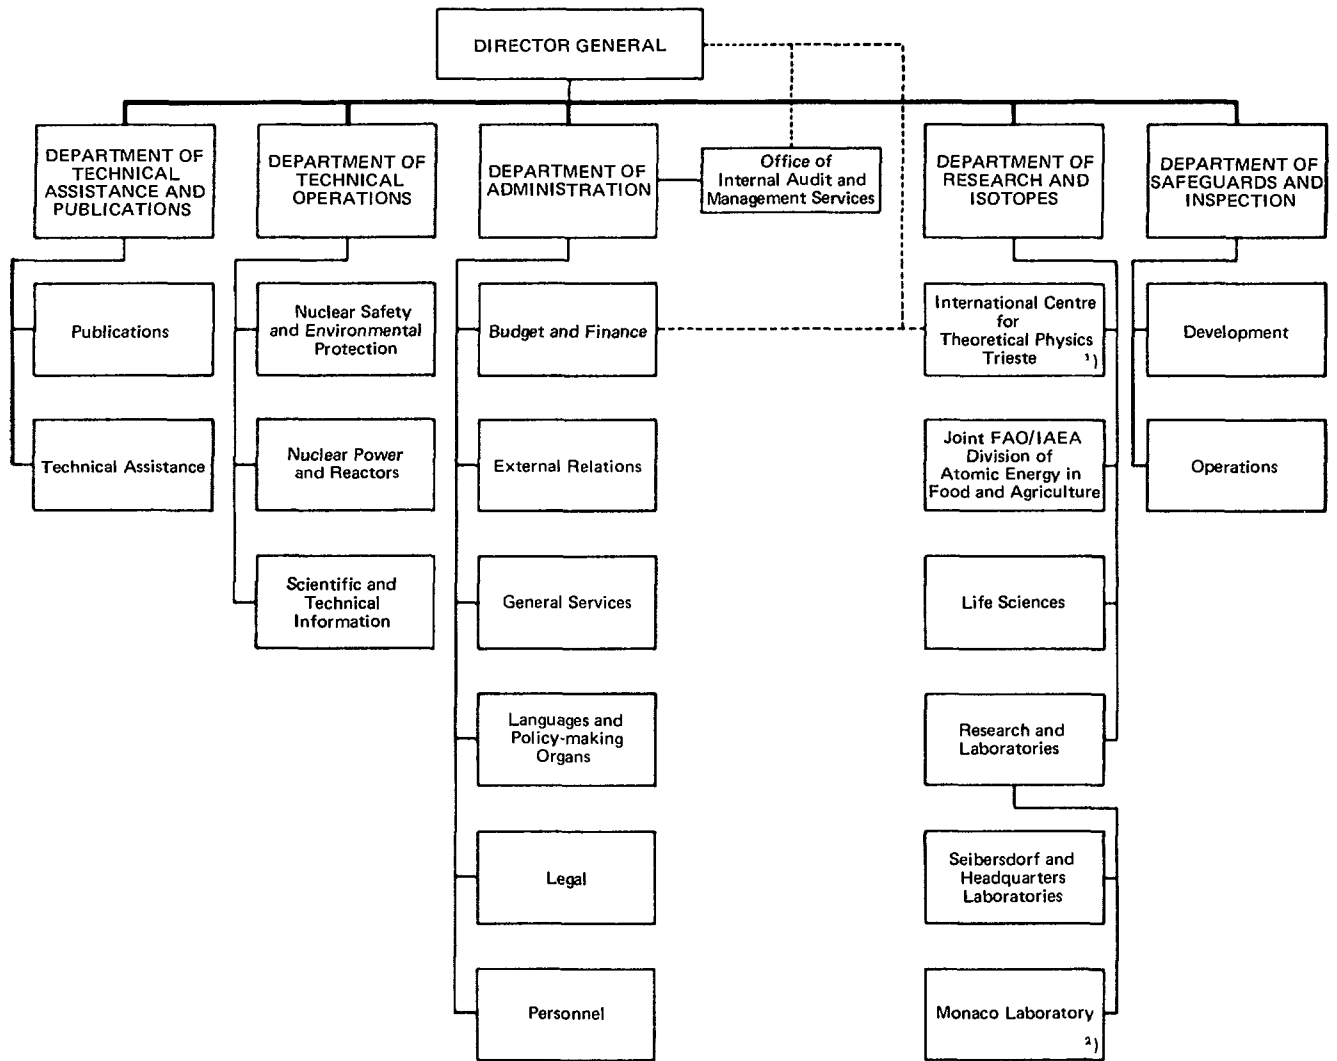 DIRECTOR GENERAL
DEPARTMENT OF
TECHNICAL
ASSISTANCE AND
PUBLICATIONS
DEPARTMENT OF
TECHNICAL
OPERATIONS
DEPARTMENT OF
ADMINISTRATION
Office of
Internal Audit and
Management Services
DEPARTMENT OF
RESEARCH AND
ISOTOPES
DEPARTMENT OF
SAFEGUARDS AND
INSPECTION
Publications
Nuclear Safety
and Environmental
Protection
Budget and Finance
International Centre
for
Theoretical Physics
Trieste 1)
Development
Technical Assistance
Nuclear Power
and Reactors
External Relations
Joint FAO/IAEA
Division of
Atomic Energy in
Food and Agriculture
Operations
Scientific and
Technical
Information
General Services
Life Sciences
Languages and
Policy-making
Organs
Research and
Laboratories
Legal
Seibersdorf and
Headquarters
Laboratories
Personnel
Monaco Laboratory
2)